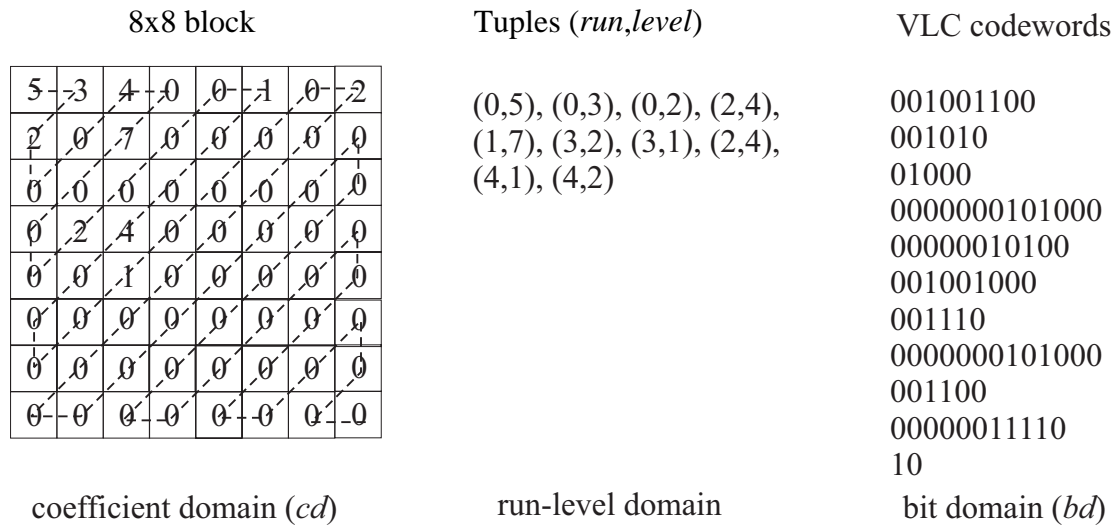 8x8 block
Tuples (run,level)
VLC codewords
5 3 4 0 0 1 0 2
2 0 7 0 0 0 0 0
0 0 0 0 0 0 0 0
0 2 4 0 0 0 0 0
0 0 1 0 0 0 0 0
0 0 0 0 0 0 0 0
0 0 0 0 0 0 0 0
0 0 0 0 0 0 0 0
(0,5), (0,3), (0,2), (2,4),
(1,7), (3,2), (3,1), (2,4),
(4,1), (4,2)
001001100
001010
01000
0000000101000
00000010100
001001000
001110
0000000101000
001100
00000011110
10
coefficient domain (cd)
run-level domain
bit domain (bd)